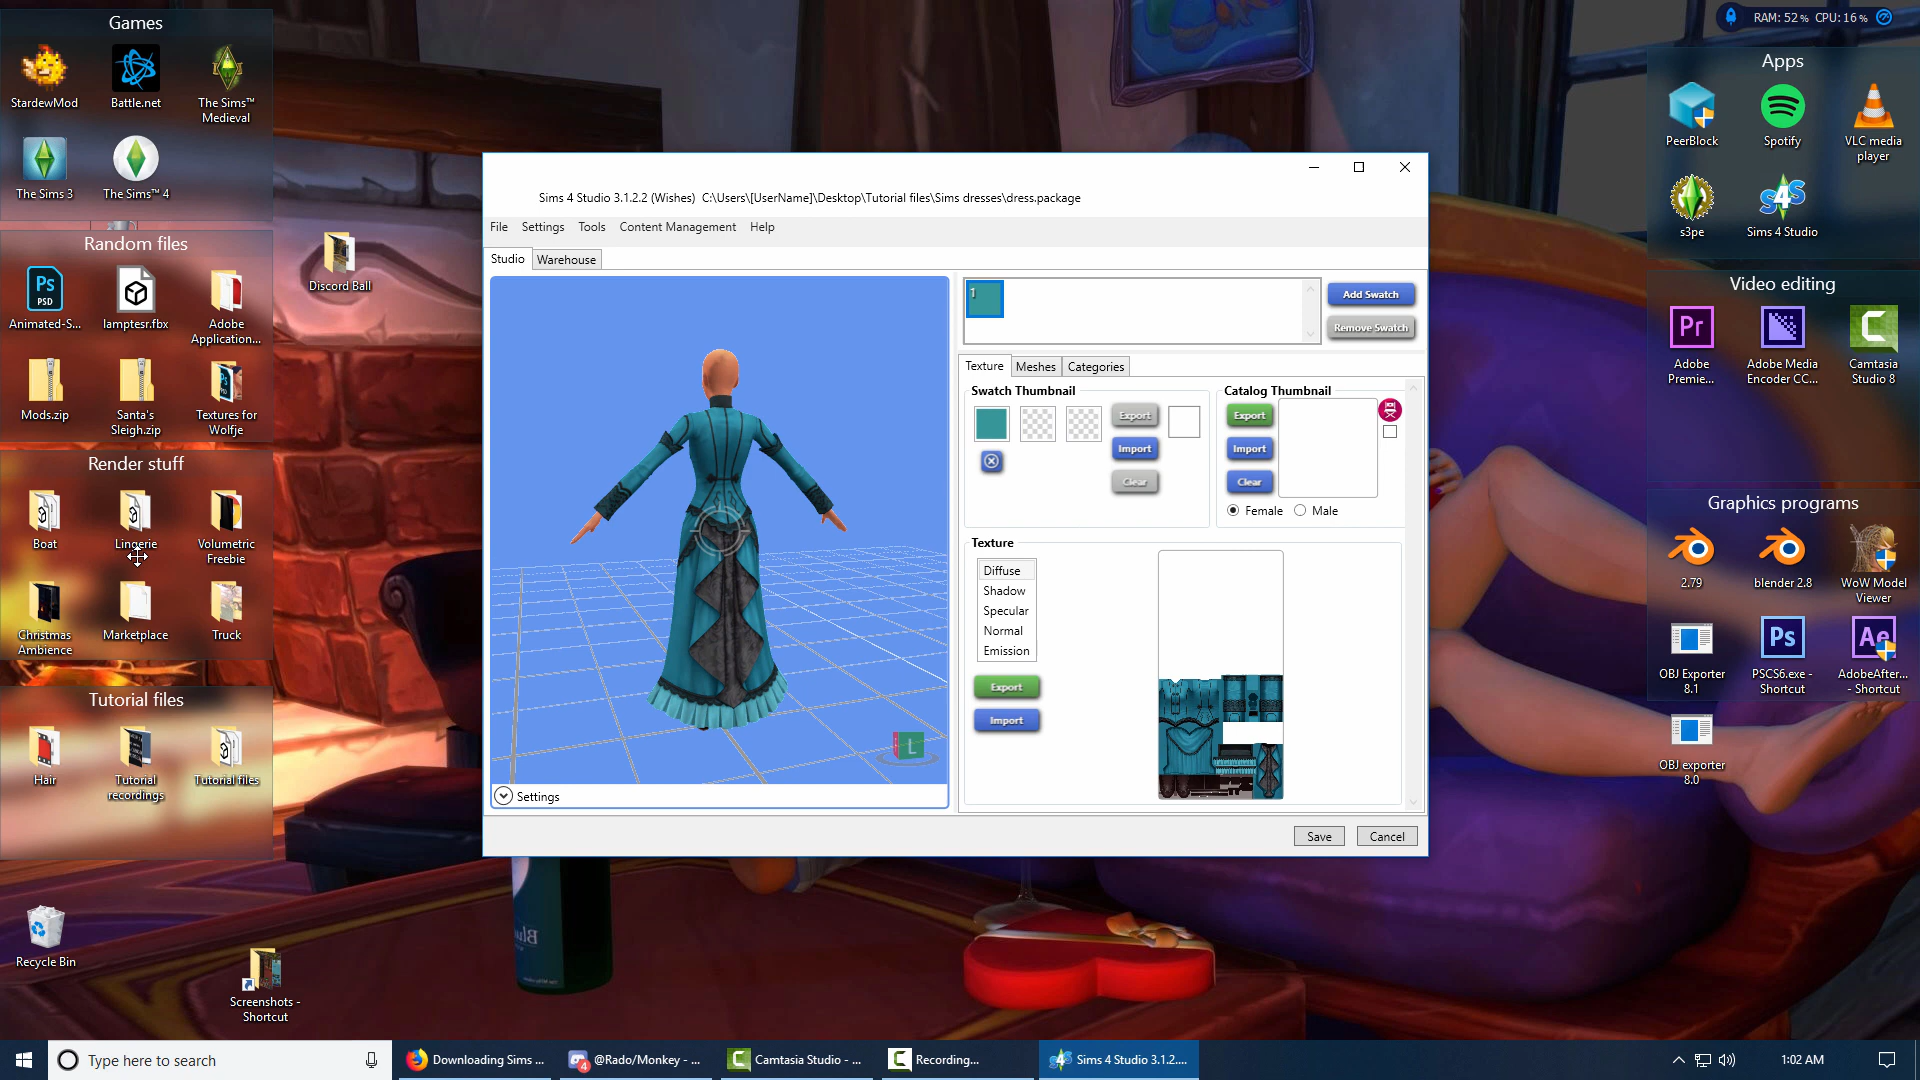 Games
StardewMod
Battle.net
The Sims™
Medieval
The Sims 3
The Sims™ 4
Random files
Animated-S...
lamptesr.fbx
Adobe
Application...
Mods.zip
Santa's
Sleigh.zip
Textures for
Wolfje
Render stuff
Boat
Lingerie
Volumetric
Freebie
Christmas
Ambience
Marketplace
Truck
Tutorial files
Hair
Tutorial
recordings
Tutorial files
Recycle Bin
Screenshots -
Shortcut
Discord Ball
Ps
PSD
Sims 4 Studio 3.1.2.2 (Wishes) C:\Users\[UserName]\Desktop\Tutorial files\Sims dresses\dress.package
File Settings Tools Content Management Help
Studio Warehouse
1
Add Swatch
Remove Swatch
Texture Meshes Categories
Swatch Thumbnail
Export
Import
Clear
Catalog Thumbnail
Export
Import
Clear
Female Male
Texture
Diffuse
Shadow
Specular
Normal
Emission
Export
Import
L
Settings
Save Cancel
RAM: 52 % CPU: 16 %
Apps
PeerBlock
Spotify
VLC media
player
s3pe
S4S
Sims 4 Studio
Video editing
Pr
Adobe
Premie...
Adobe Media
Encoder CC...
Camtasia
Studio 8
Graphics programs
2.79
blender 2.8
WoW Model
Viewer
OBJ Exporter
8.1
Ps
PSCS6.exe -
Shortcut
Ae
AdobeAfter...
- Shortcut
OBJ exporter
8.0
Type here to search
Downloading Sims ...
4
@Rado/Monkey - ...
Camtasia Studio - ...
Recording...
Sims 4 Studio 3.1.2....
1:02 AM